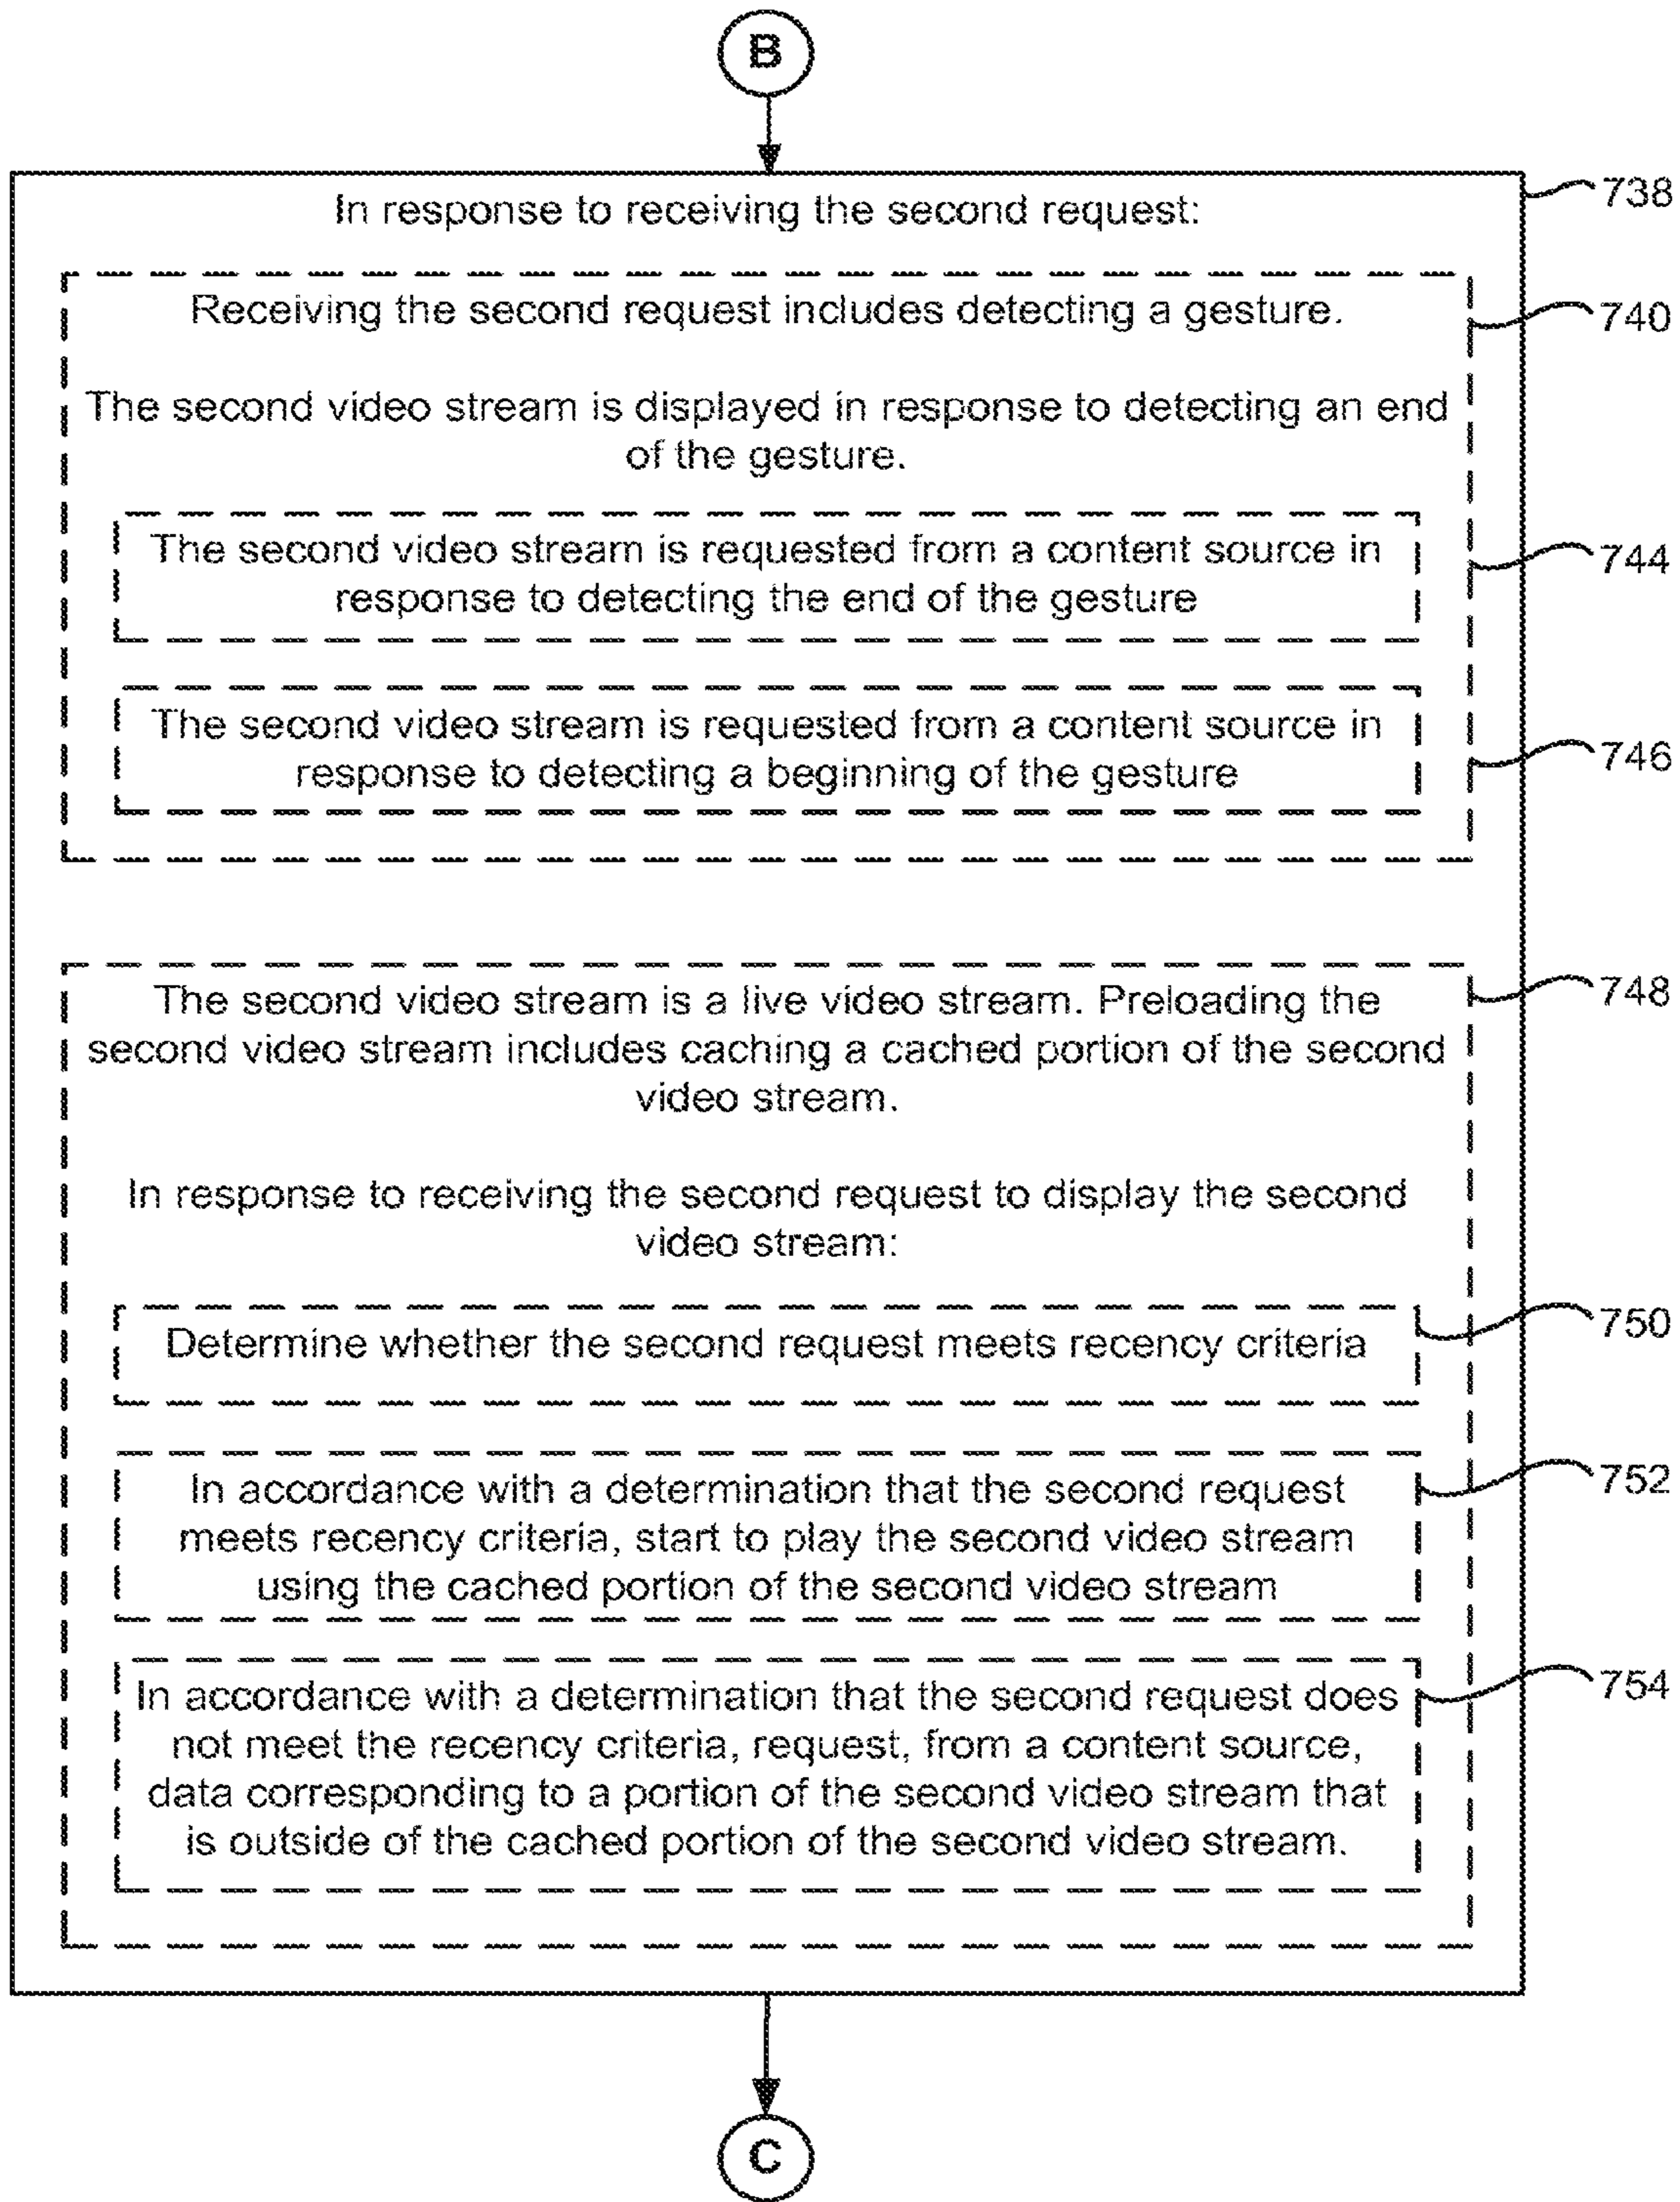 B
In response to receiving the second request:
738
Receiving the second request includes detecting a gesture.
740
The second video stream is displayed in response to detecting an end
of the gesture.
The second video stream is requested from a content source in
response to detecting the end of the gesture
744
The second video stream is requested from a content source in
response to detecting a beginning of the gesture
746
The second video stream is a live video stream. Preloading the
second video stream includes caching a cached portion of the second
video stream.
748
In response to receiving the second request to display the second
video stream:
Determine whether the second request meets recency criteria
750
In accordance with a determination that the second request
meets recency criteria, start to play the second video stream
using the cached portion of the second video stream
752
In accordance with a determination that the second request does
not meet the recency criteria, request, from a content source,
data corresponding to a portion of the second video stream that
is outside of the cached portion of the second video stream.
754
C